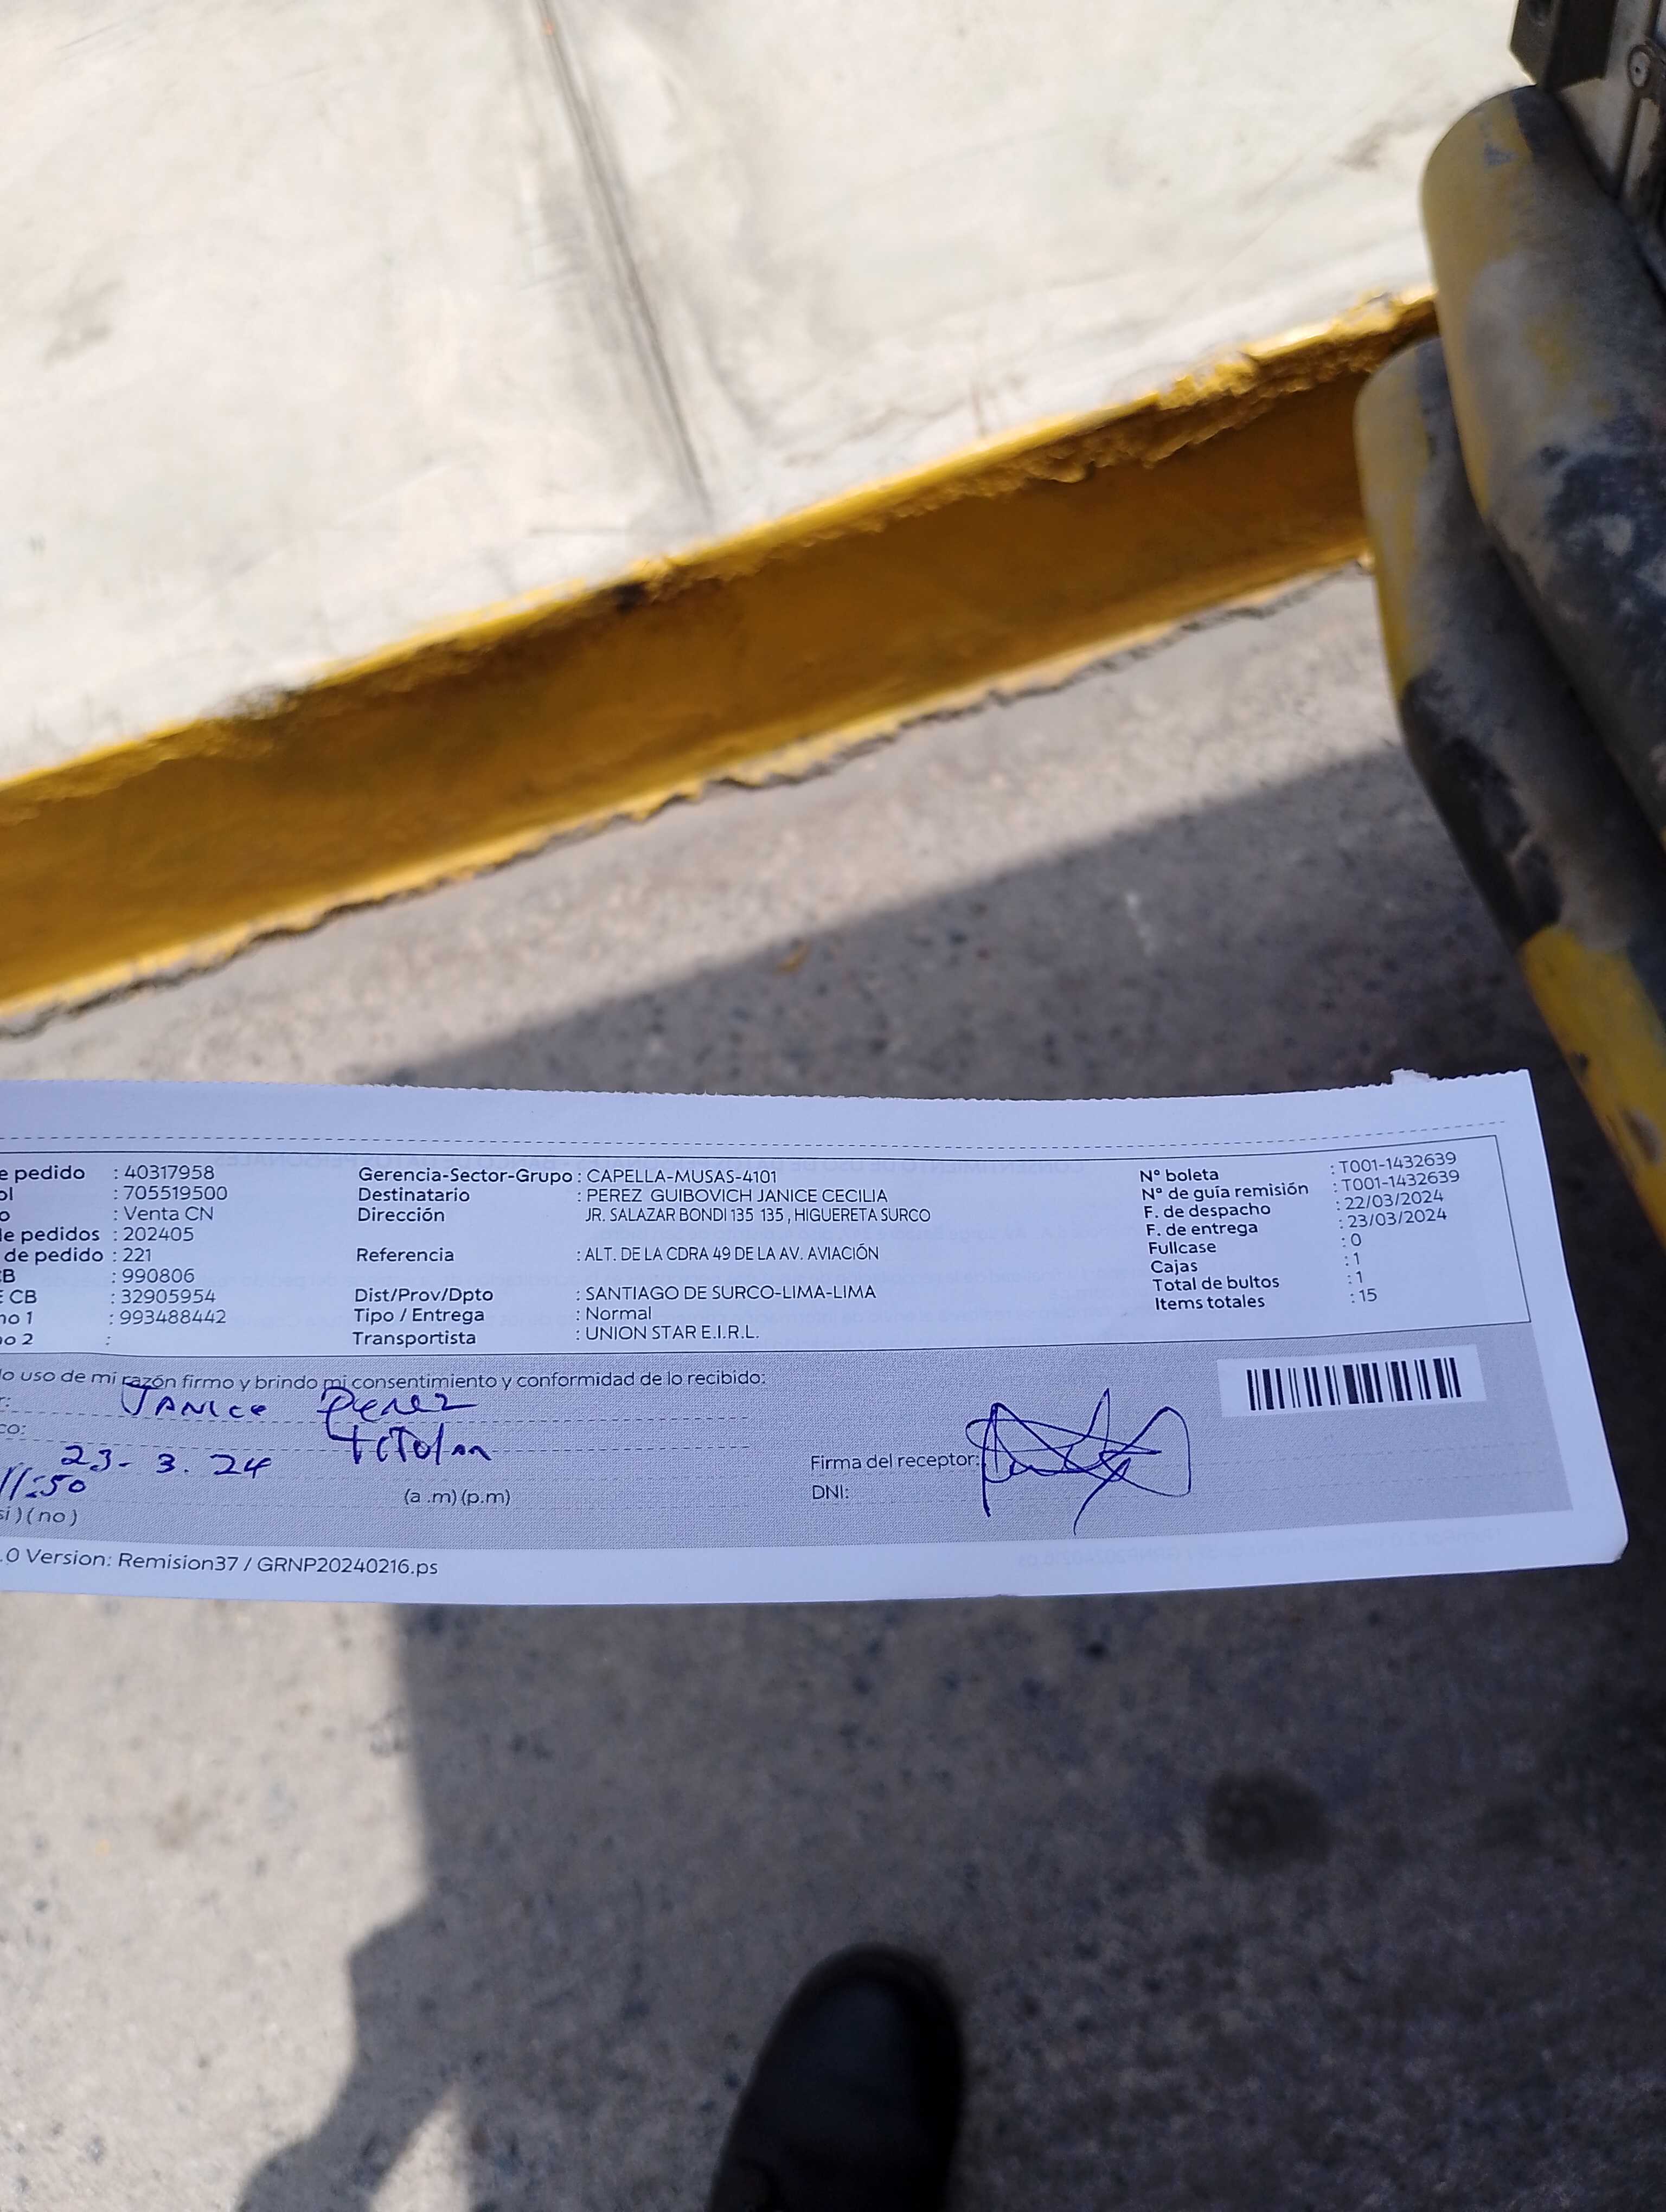 e pedido : 40317958
ol : 705519500
o : Venta CN
e pedidos : 202405
de pedido : 221
CB : 990806
E CB : 32905954
no 1 : 993488442
no 2 :
Gerencia-Sector-Grupo : CAPELLA-MUSAS-4101
Destinatario : PEREZ GUIBOVICH JANICE CECILIA
Dirección JR. SALAZAR BONDI 135 135 , HIGUERETA SURCO
Referencia : ALT. DE LA CDRA 49 DE LA AV. AVIACIÓN
Dist/Prov/Dpto : SANTIAGO DE SURCO-LIMA-LIMA
Tipo / Entrega : Normal
Transportista : UNION STAR E.I.R.L.
N° boleta : T001-1432639
N° de guía remisión : T001-1432639
F. de despacho : 22/03/2024
F. de entrega : 23/03/2024
Fullcase : 0
Cajas : 1
Total de bultos : 1
Items totales : 15
lo uso de mi razón firmo y brindo mi consentimiento y conformidad de lo recibido:
r: JANICE Perez
co: titular
23- 3. 24
11:50 (a .m) (p.m)
si ) ( no )
Firma del receptor:
DNI:
.0 Version: Remision37 / GRNP20240216.ps